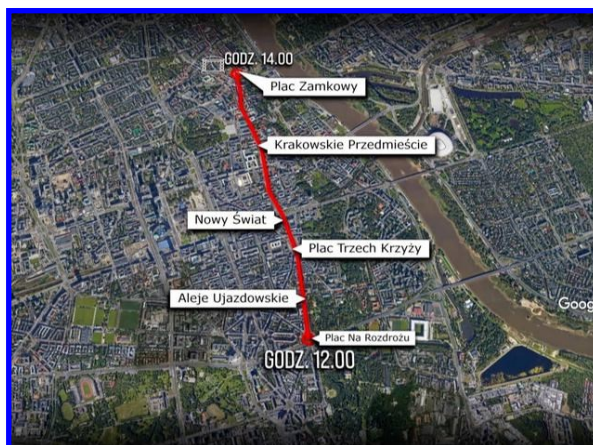 GODZ. 14.00
Plac Zamkowy
Krakowskie Przedmieście
Nowy Świat
Plac Trzech Krzyży
Aleje Ujazdowskie
Goog
Plac Na Rozdrożu
GODZ. 12.00